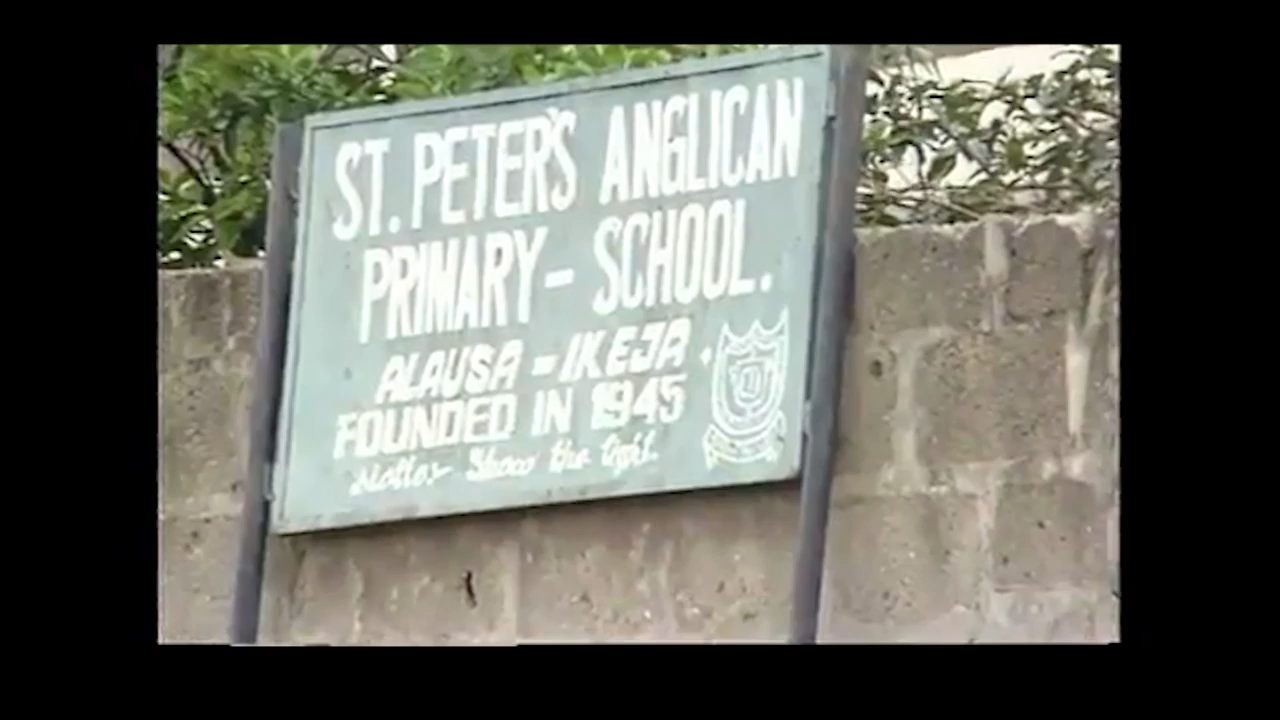 ST. PETER'S ANGLICAN
PRIMARY - SCHOOL.
ALAUSA - IKEJA
FOUNDED IN 1945
Motto:- Show the light.